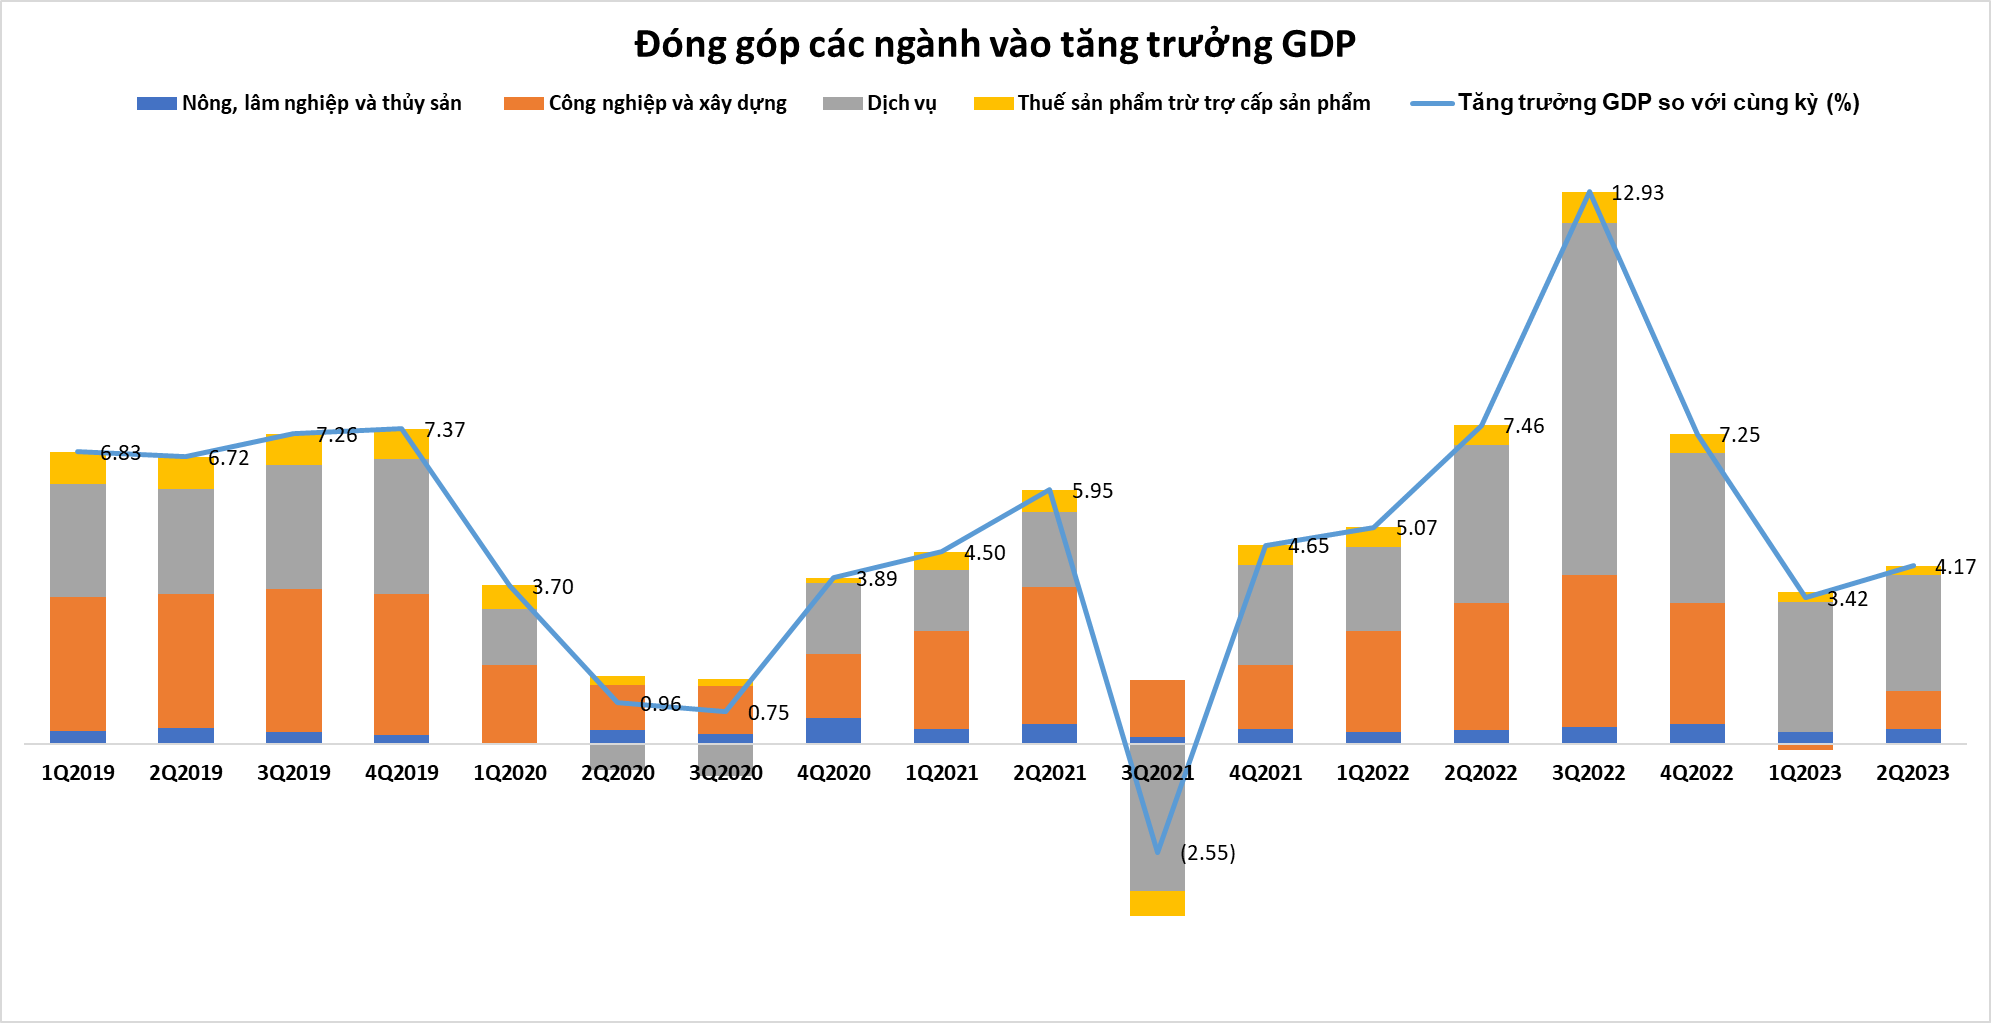 Đóng góp các ngành vào tăng trưởng GDP
Nông, lâm nghiệp và thủy sản Công nghiệp và xây dựng Dịch vụ Thuế sản phẩm trừ trợ cấp sản phẩm Tăng trưởng GDP so với cùng kỳ (%)
12.93
7.26 7.37 7.46 7.25
6.83 6.72
5.95
5.07
4.50 4.65
4.17
3.70 3.89
3.42
0.96 0.75
1Q2019 2Q2019 3Q2019 4Q2019 1Q2020 2Q2020 3Q2020 4Q2020 1Q2021 2Q2021 3Q2021 4Q2021 1Q2022 2Q2022 3Q2022 4Q2022 1Q2023 2Q2023
(2.55)